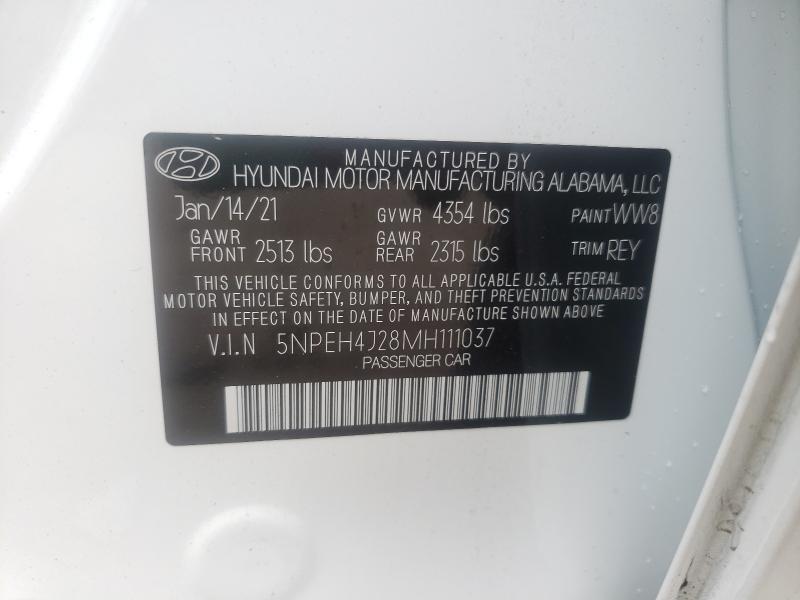 MANUFACTURED BY
HYUNDAI MOTOR MANUFACTURING ALABAMA, LLC
Jan/14/21 GVWR 4354 lbs PAINT WW8
GAWR FRONT 2513 lbs GAWR REAR 2315 lbs TRIM REY
THIS VEHICLE CONFORMS TO ALL APPLICABLE U.S.A. FEDERAL
MOTOR VEHICLE SAFETY, BUMPER, AND THEFT PREVENTION STANDARDS
IN EFFECT ON THE DATE OF MANUFACTURE SHOWN ABOVE
V.I.N 5NPEH4J28MH111037
PASSENGER CAR